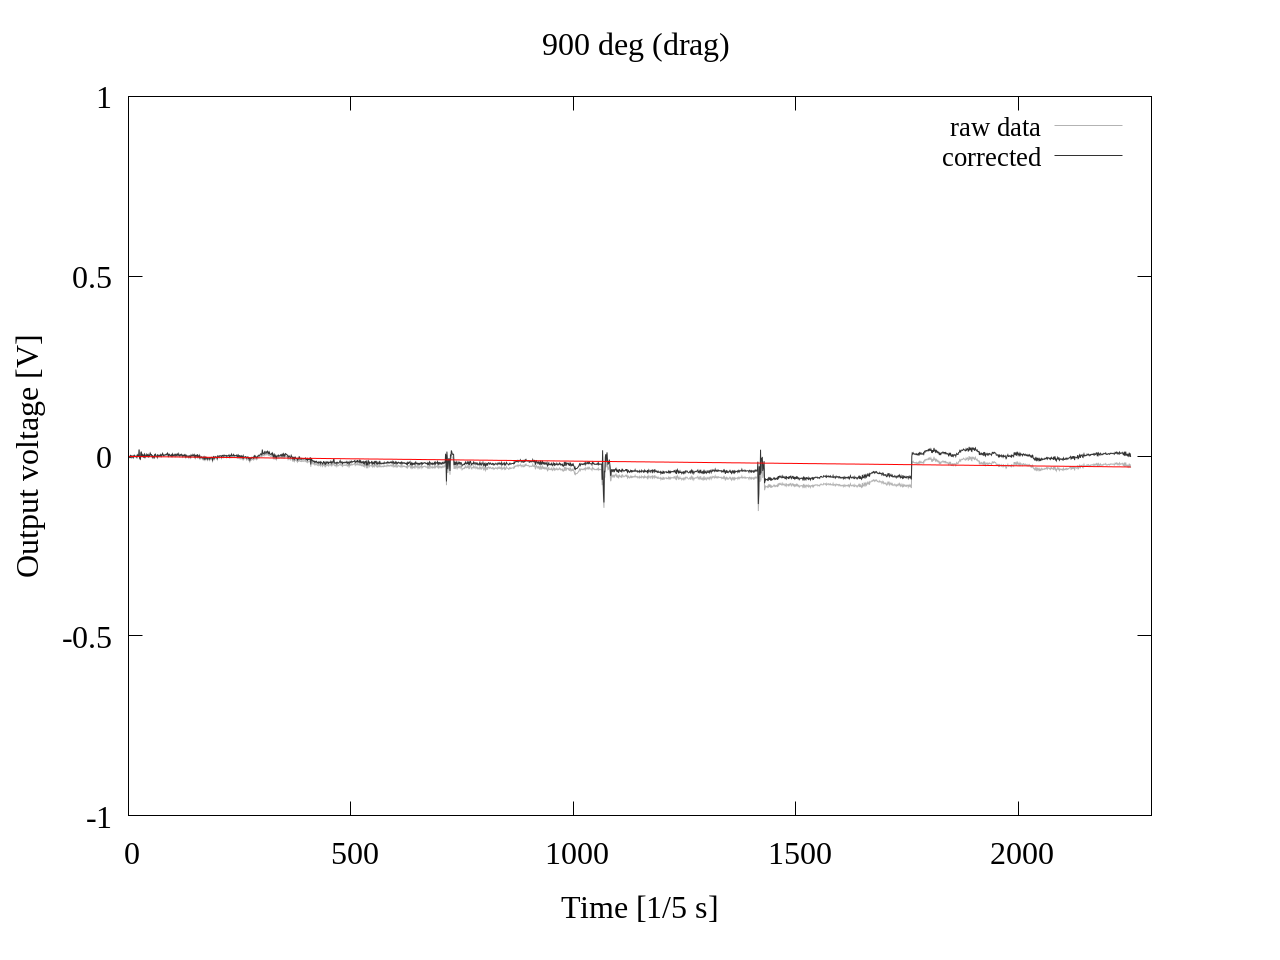 900 deg (drag)
raw data
corrected
1
0.5
0
-0.5
-1
Output voltage [V]
0 500 1000 1500 2000
Time [1/5 s]